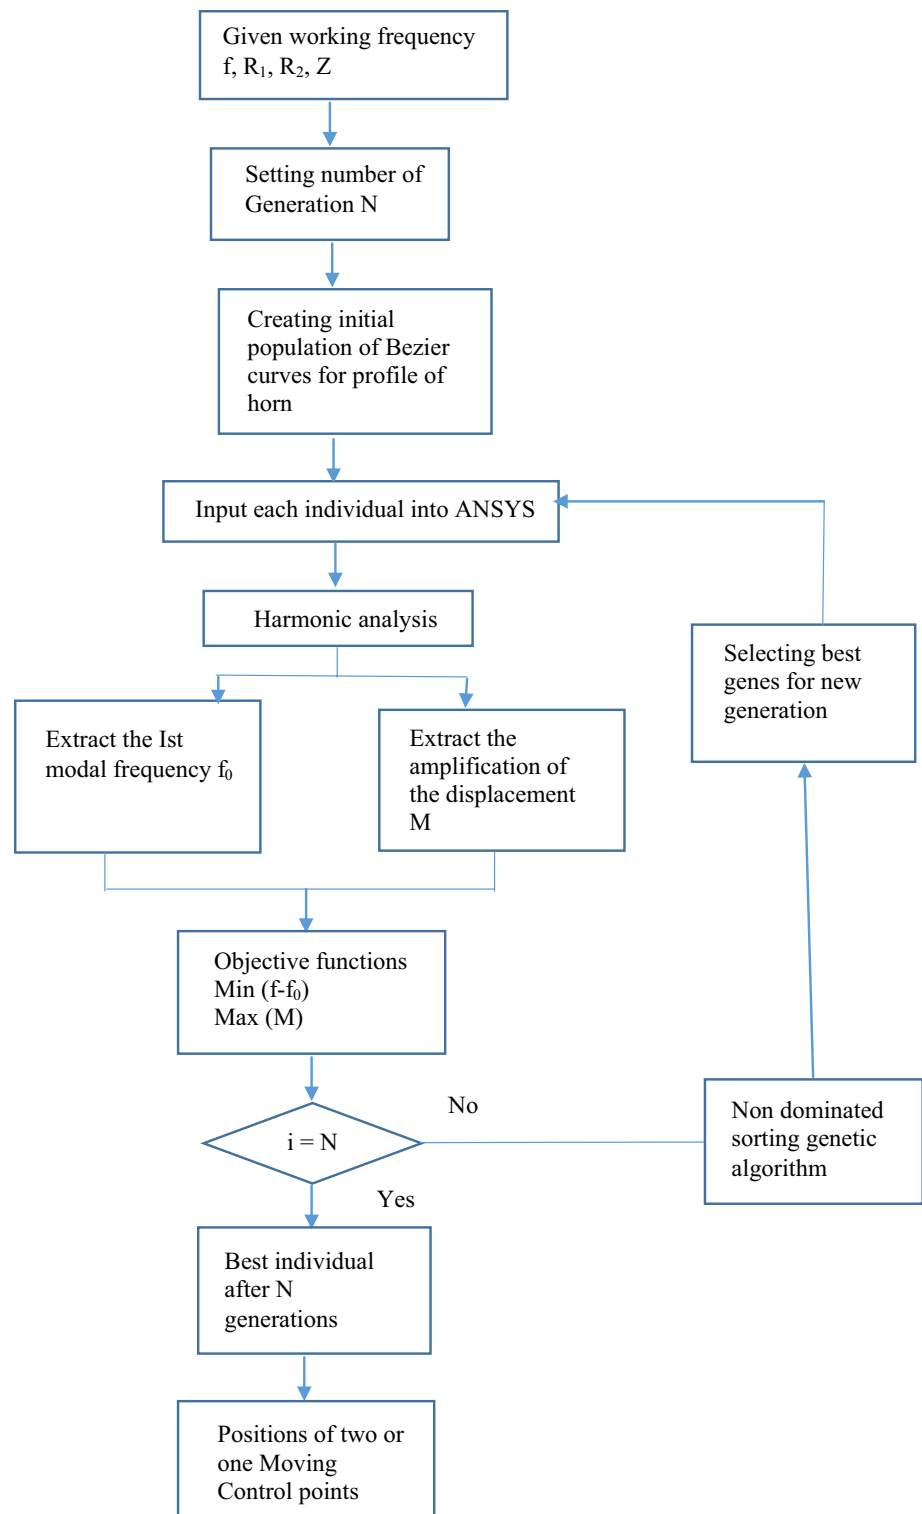 Given working frequency
f, R₁, R₂, Z
Setting number of
Generation N
Creating initial
population of Bezier
curves for profile of
horn
Input each individual into ANSYS
Harmonic analysis
Extract the Ist
modal frequency f₀
Extract the
amplification of
the displacement
M
Objective functions
Min (f-f₀)
Max (M)
i = N
No
Non dominated
sorting genetic
algorithm
Selecting best
genes for new
generation
Yes
Best individual
after N
generations
Positions of two or
one Moving
Control points